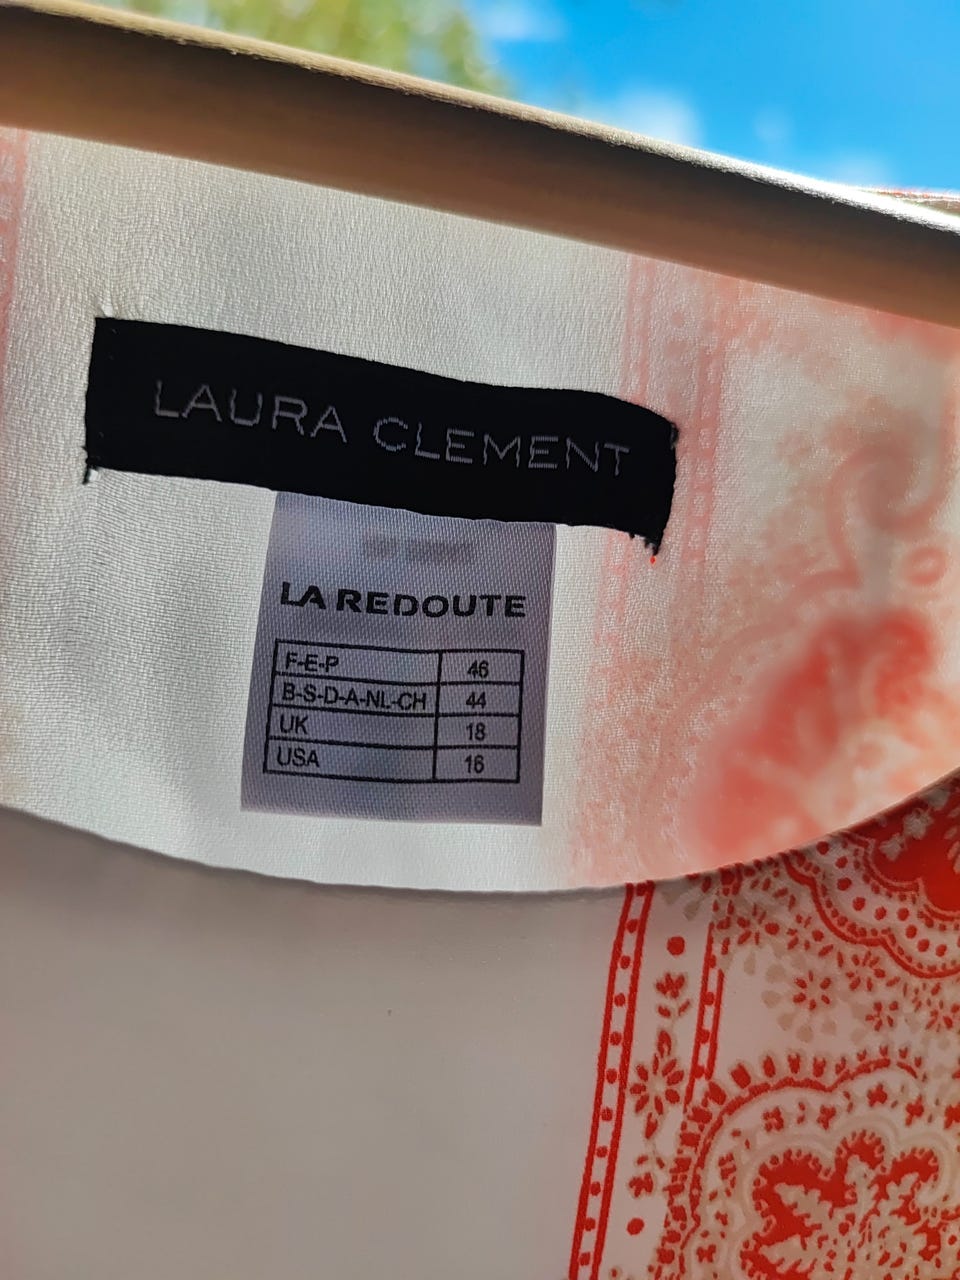 LAURA CLEMENT
LA REDOUTE
F-E-P 46
B-S-D-A-NL-CH 44
UK 18
USA 16